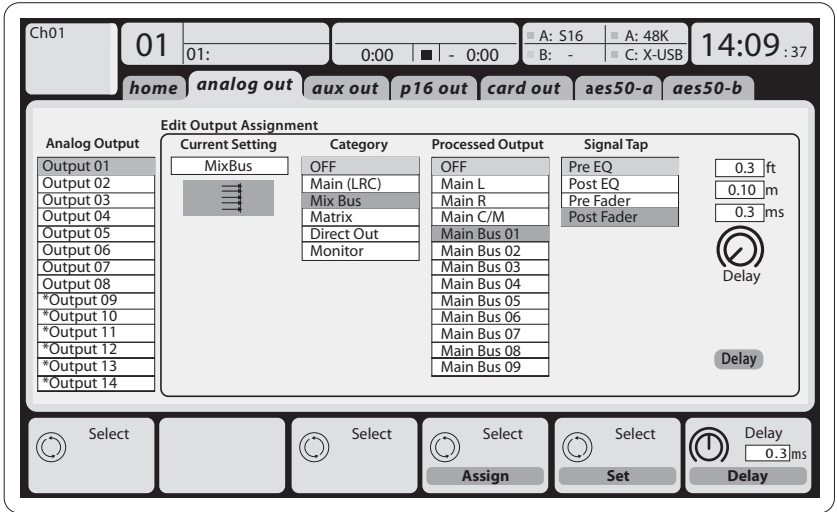 Ch01
01
01:
0:00 - 0:00
A: S16
B: -
A: 48K
C: X-USB
14:09 :37
home analog out aux out p16 out card out aes50-a aes50-b
Edit Output Assignment
Analog Output Current Setting Category Processed Output Signal Tap
Output 01 MixBus OFF OFF Pre EQ 0.3 ft
Output 02 Main (LRC) Main L Post EQ 0.10 m
Output 03 Mix Bus Main R Pre Fader 0.3 ms
Output 04 Matrix Main C/M Post Fader
Output 05 Direct Out Main Bus 01
Output 06 Monitor Main Bus 02
Output 07 Main Bus 03
Output 08 Main Bus 04 Delay
*Output 09 Main Bus 05
*Output 10 Main Bus 06
*Output 11 Main Bus 07
*Output 12 Main Bus 08 Delay
*Output 13 Main Bus 09
*Output 14
Select Select Select Select Delay
0.3 ms
Assign Set Delay